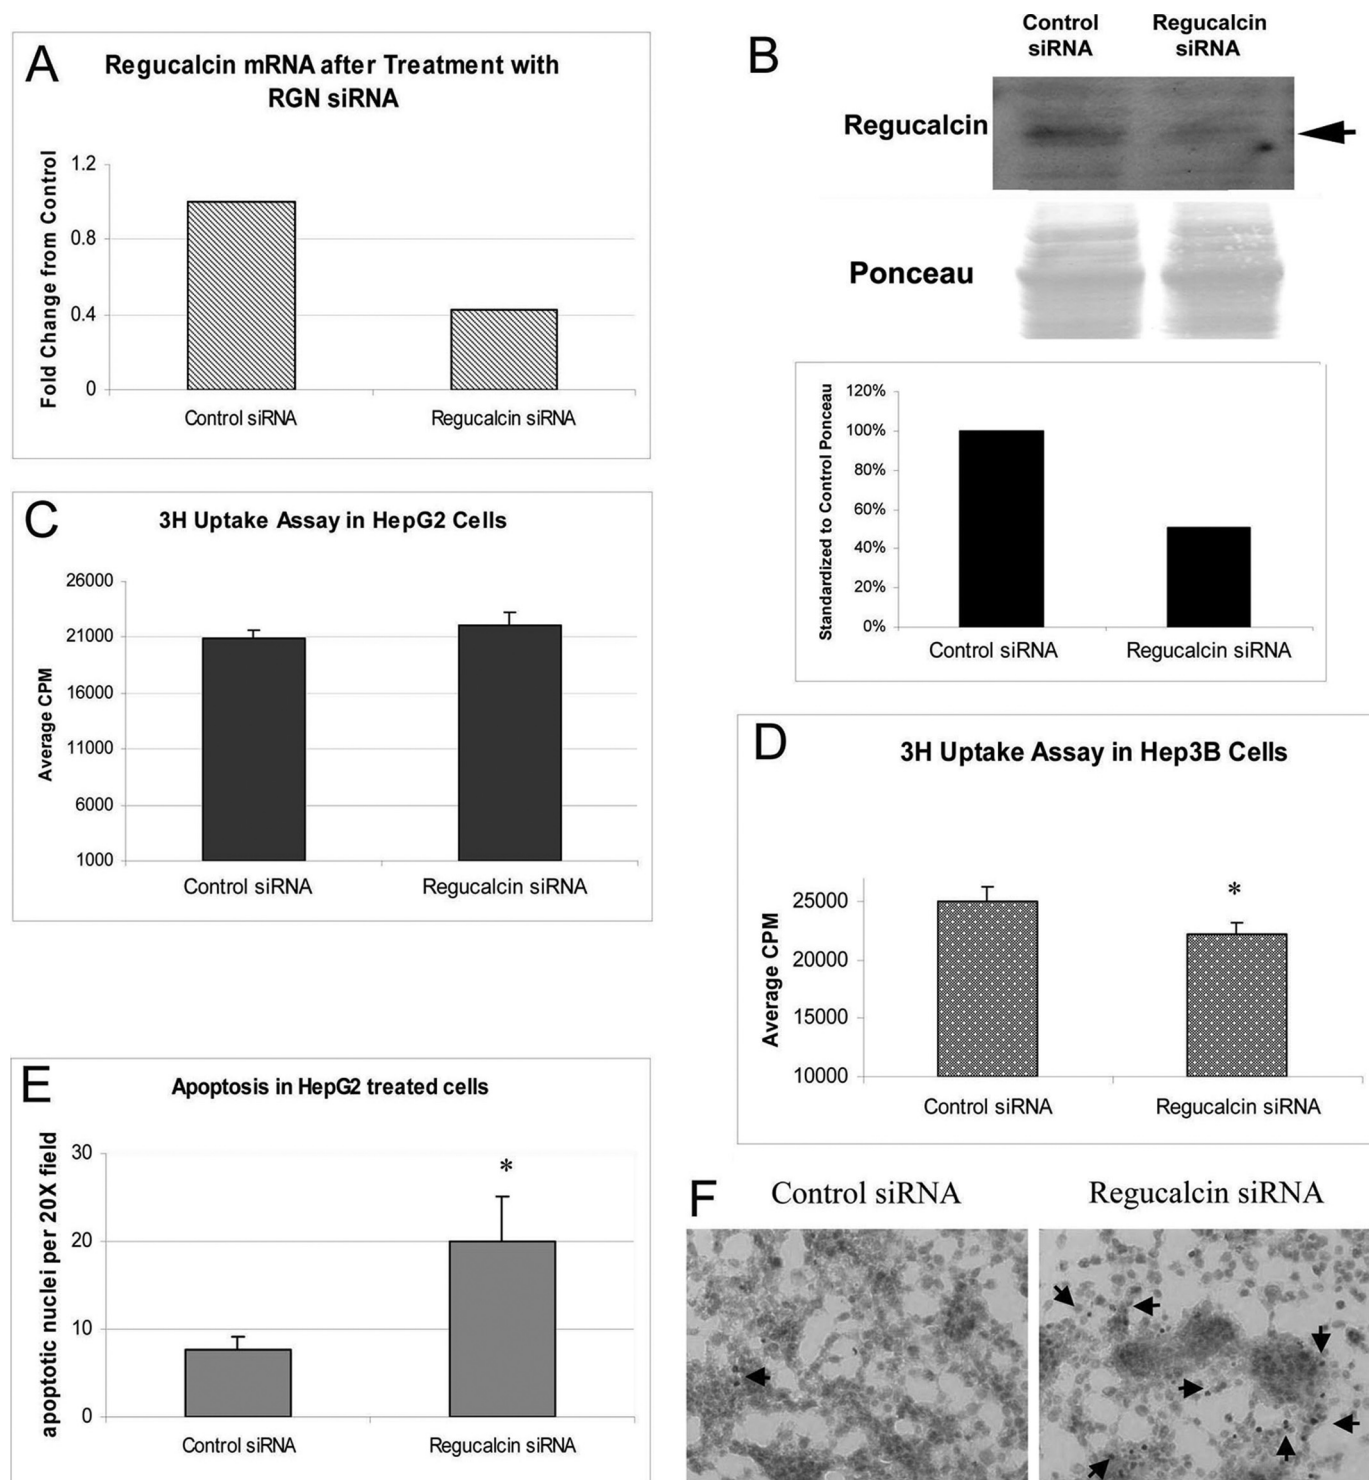 A
Regucalcin mRNA after Treatment with
RGN siRNA
Fold Change from Control
1.2
0.8
0.4
0
Control siRNA
Regucalcin siRNA
B
Control
siRNA
Regucalcin
siRNA
Regucalcin
Ponceau
Standardized to Control Ponceau
120%
100%
80%
60%
40%
20%
0%
Control siRNA
Regucalcin siRNA
C
3H Uptake Assay in HepG2 Cells
Average CPM
26000
21000
16000
11000
6000
1000
Control siRNA
Regucalcin siRNA
D
3H Uptake Assay in Hep3B Cells
Average CPM
25000
20000
15000
10000
*
Control siRNA
Regucalcin siRNA
E
Apoptosis in HepG2 treated cells
apoptotic nuclei per 20X field
30
20
10
0
*
Control siRNA
Regucalcin siRNA
F
Control siRNA
Regucalcin siRNA